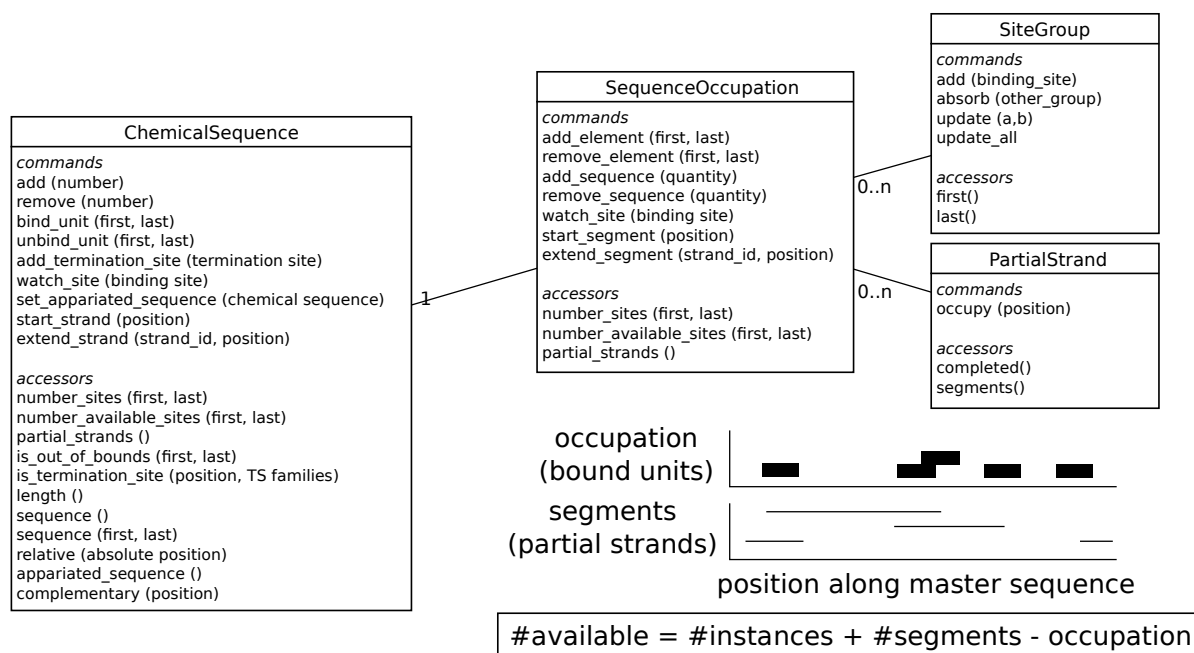 ChemicalSequence
commands
add (number)
remove (number)
bind_unit (first, last)
unbind_unit (first, last)
add_termination_site (termination site)
watch_site (binding site)
set_appariated_sequence (chemical sequence)
start_strand (position)
extend_strand (strand_id, position)
accessors
number_sites (first, last)
number_available_sites (first, last)
partial_strands ()
is_out_of_bounds (first, last)
is_termination_site (position, TS families)
length ()
sequence ()
sequence (first, last)
relative (absolute position)
appariated_sequence ()
complementary (position)
1
SequenceOccupation
commands
add_element (first, last)
remove_element (first, last)
add_sequence (quantity)
remove_sequence (quantity)
watch_site (binding site)
start_segment (position)
extend_segment (strand_id, position)
accessors
number_sites (first, last)
number_available_sites (first, last)
partial_strands ()
0..n
0..n
SiteGroup
commands
add (binding_site)
absorb (other_group)
update (a,b)
update_all
accessors
first()
last()
PartialStrand
commands
occupy (position)
accessors
completed()
segments()
occupation
(bound units)
segments
(partial strands)
position along master sequence
#available = #instances + #segments - occupation